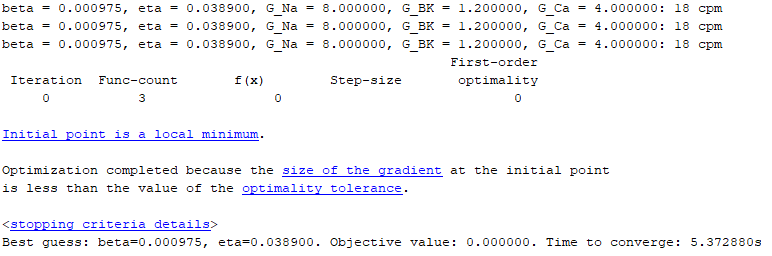 beta = 0.000975, eta = 0.038900, G_Na = 8.000000, G_BK = 1.200000, G_Ca = 4.000000: 18 cpm
beta = 0.000975, eta = 0.038900, G_Na = 8.000000, G_BK = 1.200000, G_Ca = 4.000000: 18 cpm
beta = 0.000975, eta = 0.038900, G_Na = 8.000000, G_BK = 1.200000, G_Ca = 4.000000: 18 cpm
First-order
Iteration Func-count f(x) Step-size optimality
0 3 0 0
Initial point is a local minimum.
Optimization completed because the size of the gradient at the initial point
is less than the value of the optimality tolerance.
<stopping criteria details>
Best guess: beta=0.000975, eta=0.038900. Objective value: 0.000000. Time to converge: 5.372880s